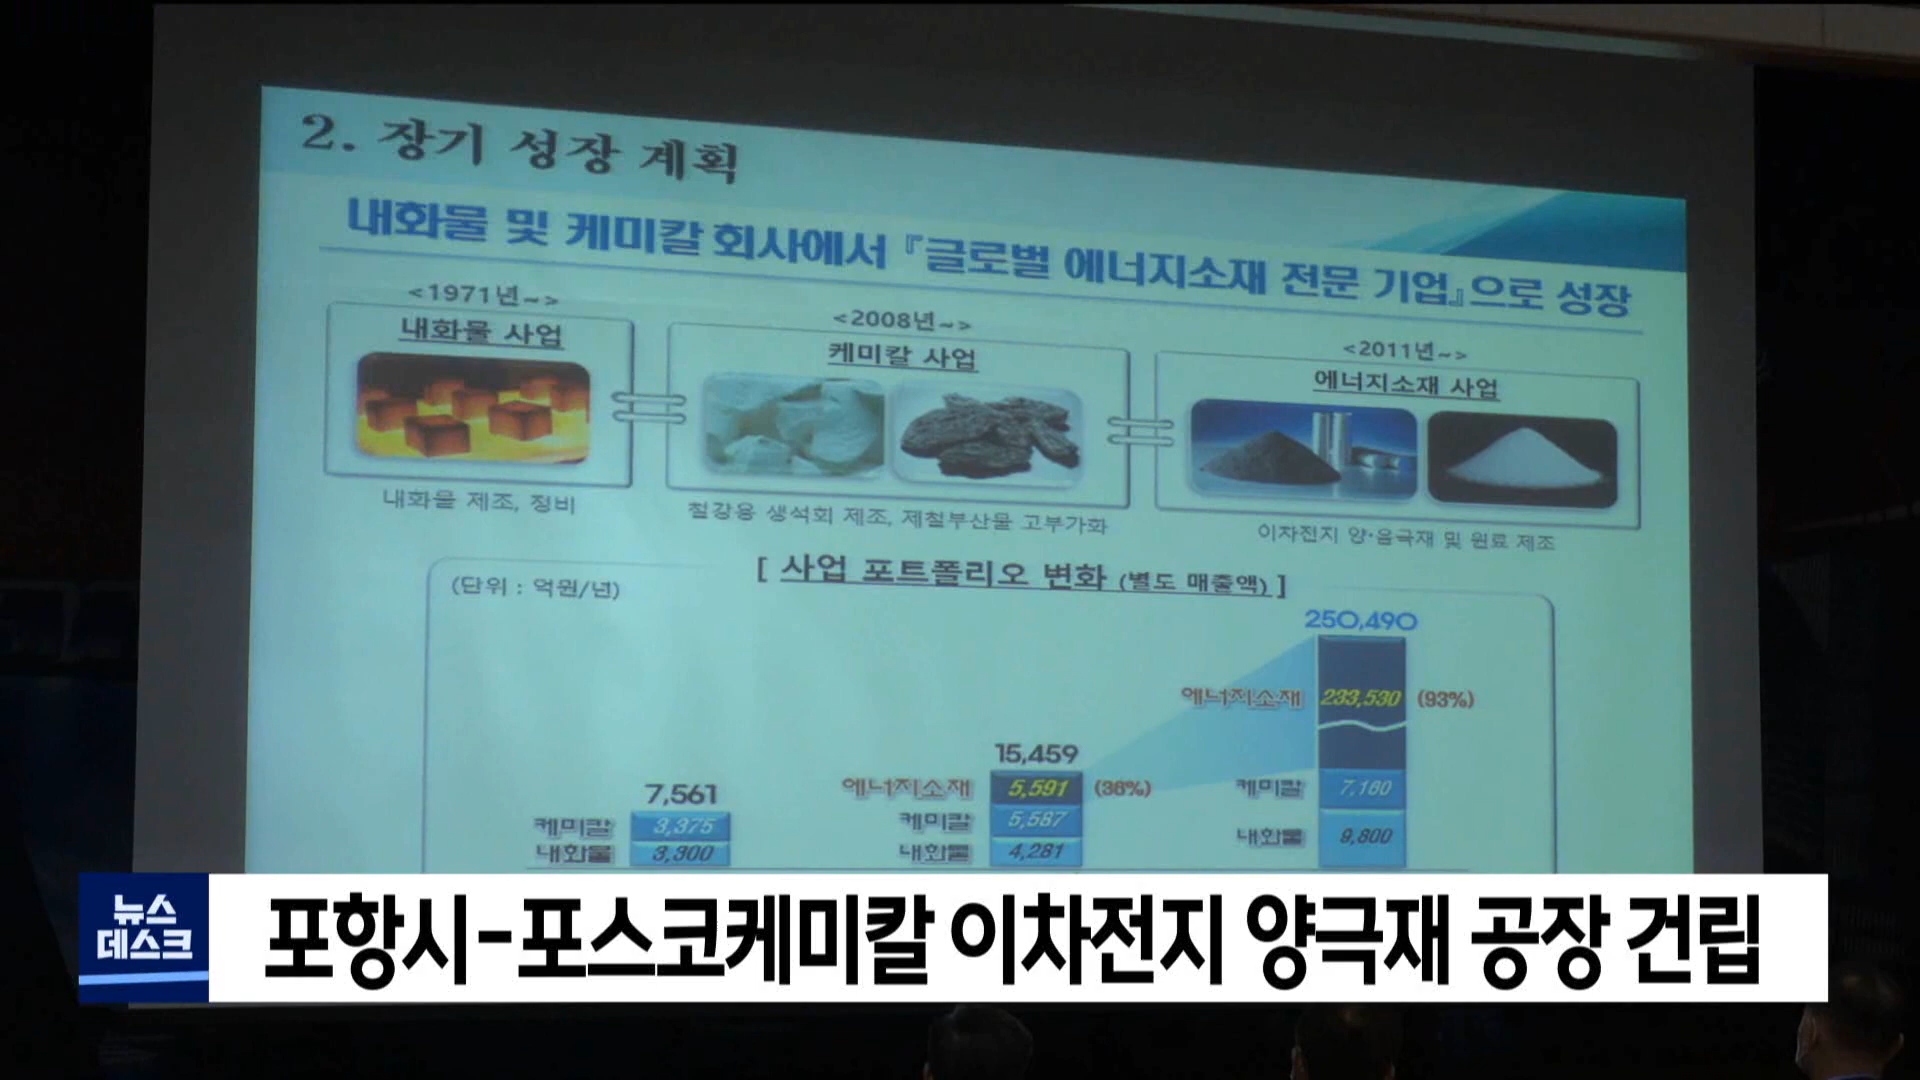 2. 장기 성장 계획
내화물 및 케미칼 회사에서 『글로벌 에너지소재 전문 기업』으로 성장
<1971년~>
내화물 사업
내화물 제조, 정비
<2008년~>
케미칼 사업
철강용 생석회 제조, 제철부산물 고부가화
<2011년~>
에너지소재 사업
이차전지 양·음극재 및 원료 제조
[ 사업 포트폴리오 변화 (별도 매출액) ]
(단위 : 억원/년)
7,561
케미칼 3,375
내화물 3,300
15,459
에너지소재 5,591 (36%)
케미칼 5,587
내화물 4,281
250,490
에너지소재 233,530 (93%)
케미칼 7,160
내화물 9,800
뉴스
데스크
포항시-포스코케미칼 이차전지 양극재 공장 건립